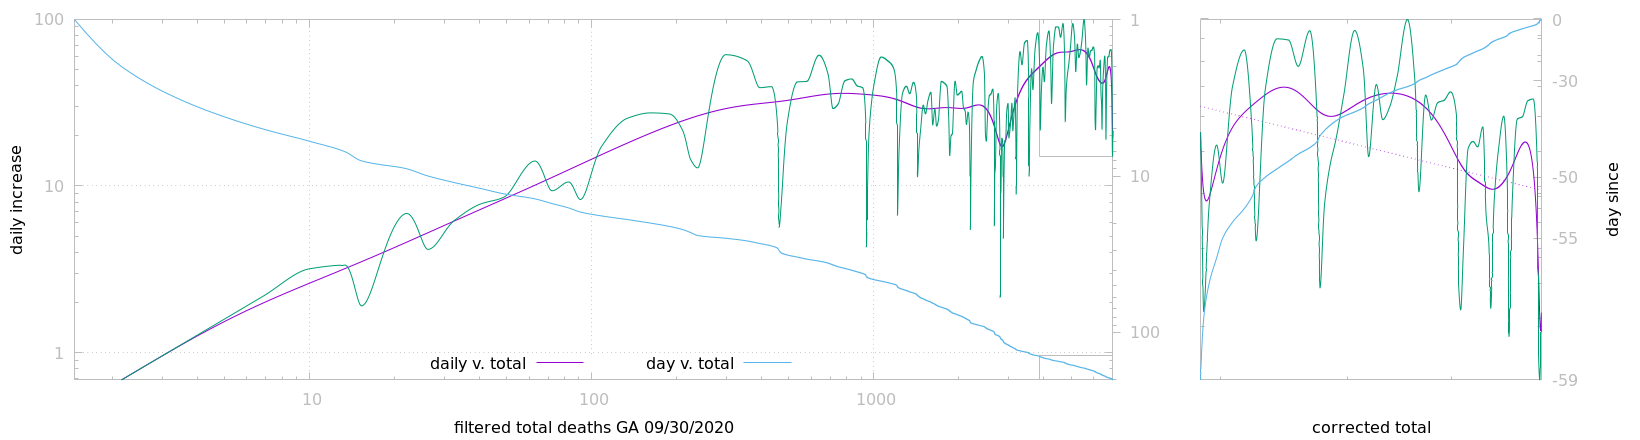 100
10
1
daily increase
10
100
1000
filtered total deaths GA 09/30/2020
daily v. total
day v. total
1
10
100
0
-30
-50
-55
-59
day since
corrected total